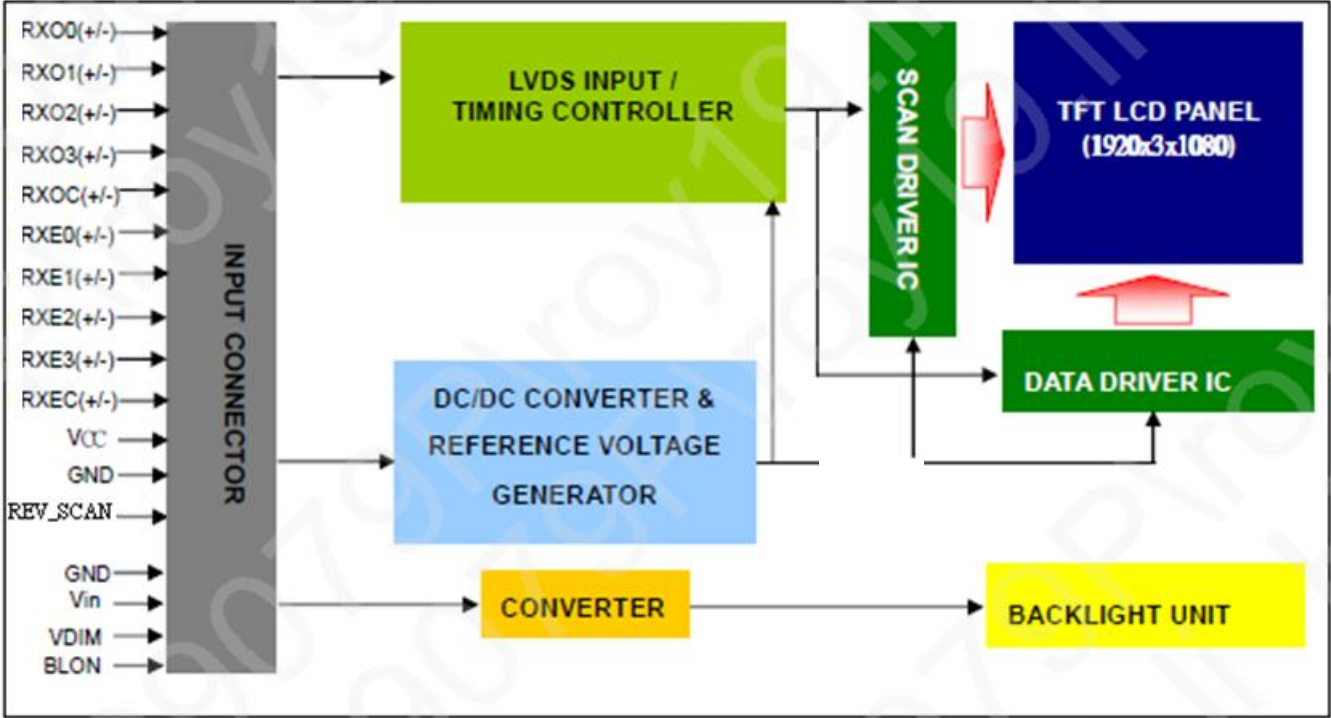 RXO0(+/-)
RXO1(+/-)
RXO2(+/-)
RXO3(+/-)
RXOC(+/-)
RXE0(+/-)
RXE1(+/-)
RXE2(+/-)
RXE3(+/-)
RXEC(+/-)
VCC
GND
REV_SCAN
GND
Vin
VDIM
BLON
INPUT CONNECTOR
LVDS INPUT /
TIMING CONTROLLER
DC/DC CONVERTER &
REFERENCE VOLTAGE
GENERATOR
CONVERTER
SCAN DRIVER IC
TFT LCD PANEL
(1920x3x1080)
DATA DRIVER IC
BACKLIGHT UNIT